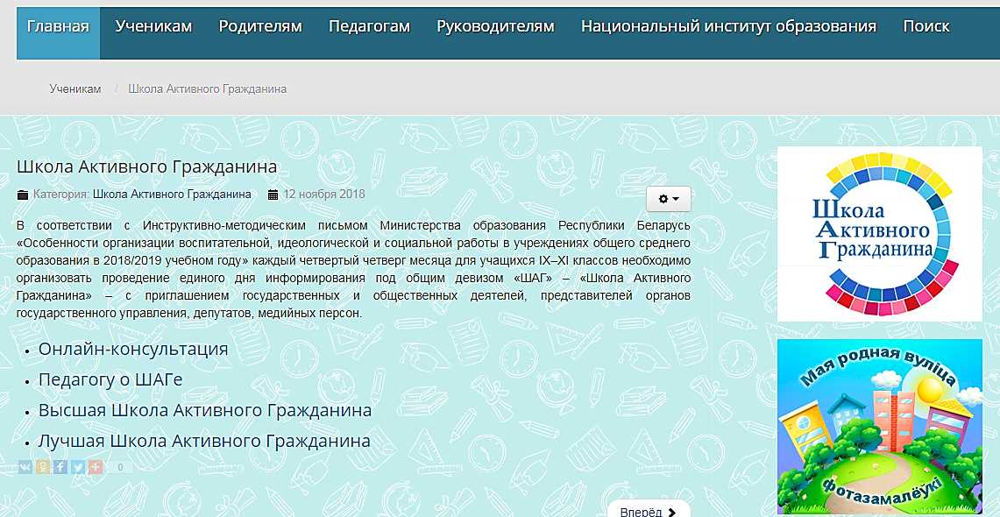 Главная Ученикам Родителям Педагогам Руководителям Национальный институт образования Поиск
Ученикам / Школа Активного Гражданина
Школа Активного Гражданина
Категория: Школа Активного Гражданина 12 ноября 2018
В соответствии с Инструктивно-методическим письмом Министерства образования Республики Беларусь
«Особенности организации воспитательной, идеологической и социальной работы в учреждениях общего среднего
образования в 2018/2019 учебном году» каждый четвертый четверг месяца для учащихся IX–XI классов необходимо
организовать проведение единого дня информирования под общим девизом «ШАГ» – «Школа Активного
Гражданина» – с приглашением государственных и общественных деятелей, представителей органов
государственного управления, депутатов, медийных персон.
Онлайн-консультация
Педагогу о ШАГе
Высшая Школа Активного Гражданина
Лучшая Школа Активного Гражданина
0
Вперёд
Школа
Активного
Гражданина
Мая родная вуліца
фотазамалёўкі